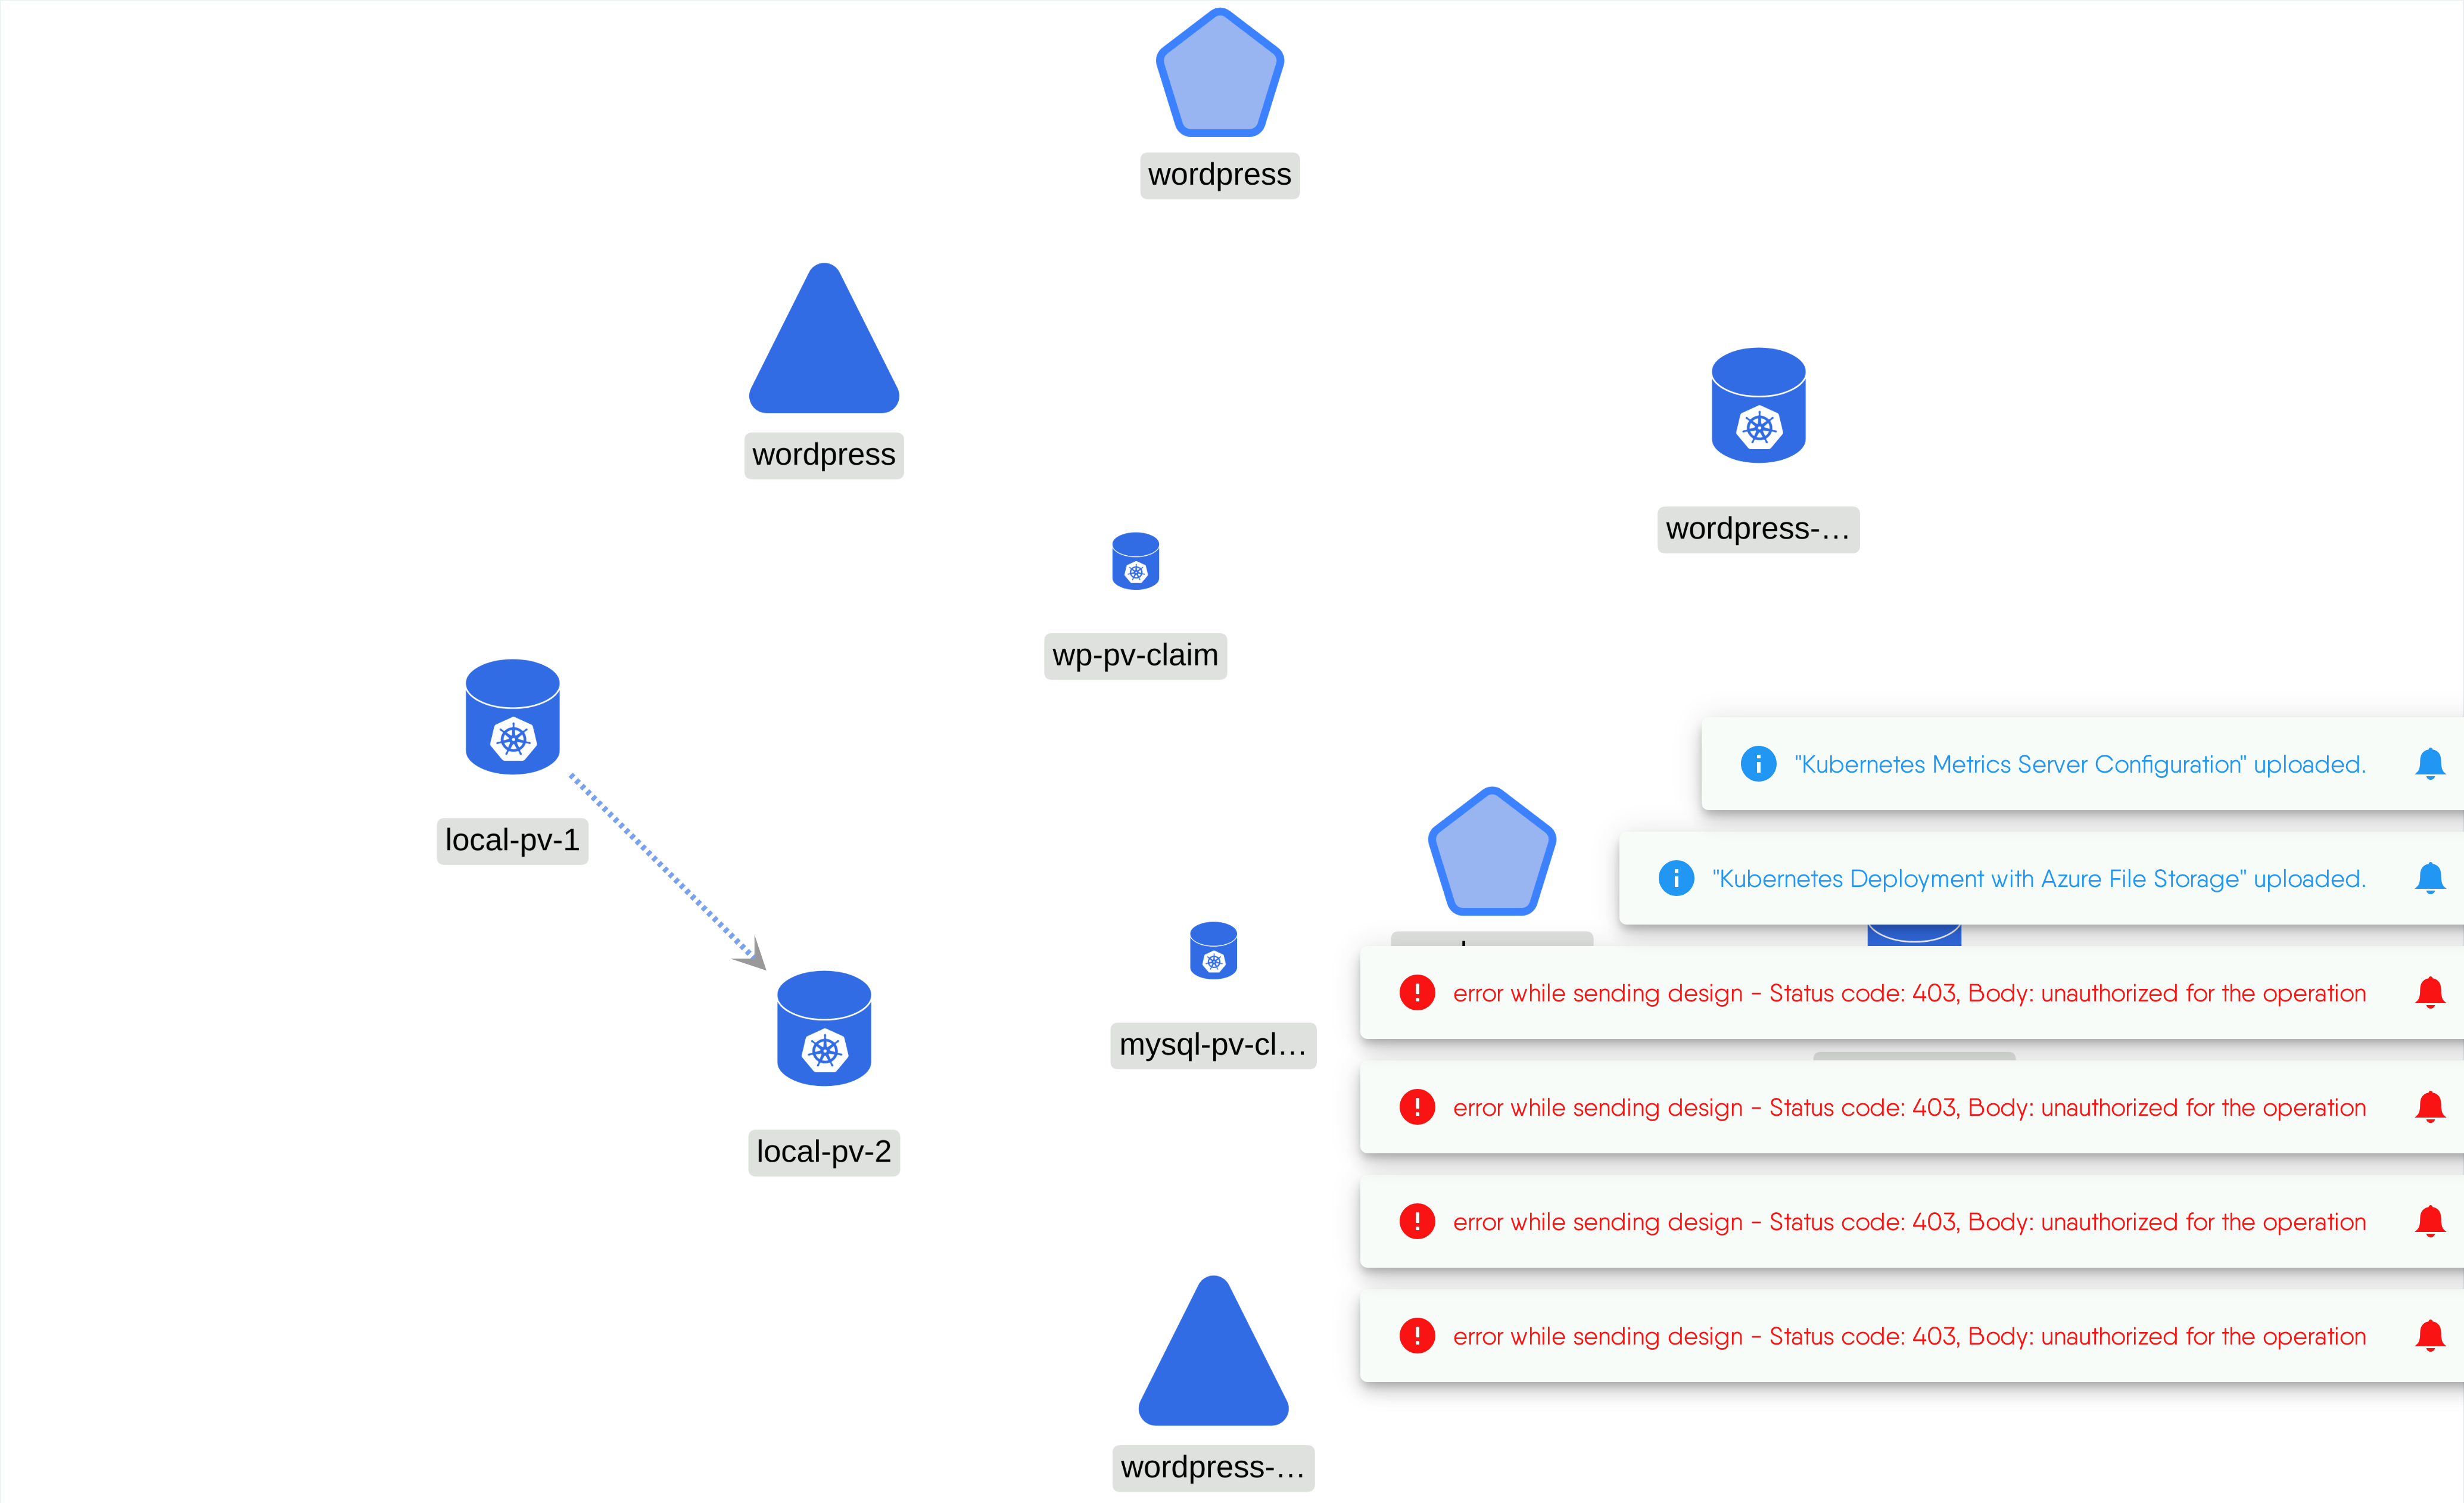 wordpress
wordpress
wordpress-...
wp-pv-claim
local-pv-1
"Kubernetes Metrics Server Configuration" uploaded.
"Kubernetes Deployment with Azure File Storage" uploaded.
error while sending design - Status code: 403, Body: unauthorized for the operation
mysql-pv-cl...
error while sending design - Status code: 403, Body: unauthorized for the operation
local-pv-2
error while sending design - Status code: 403, Body: unauthorized for the operation
error while sending design - Status code: 403, Body: unauthorized for the operation
wordpress-...